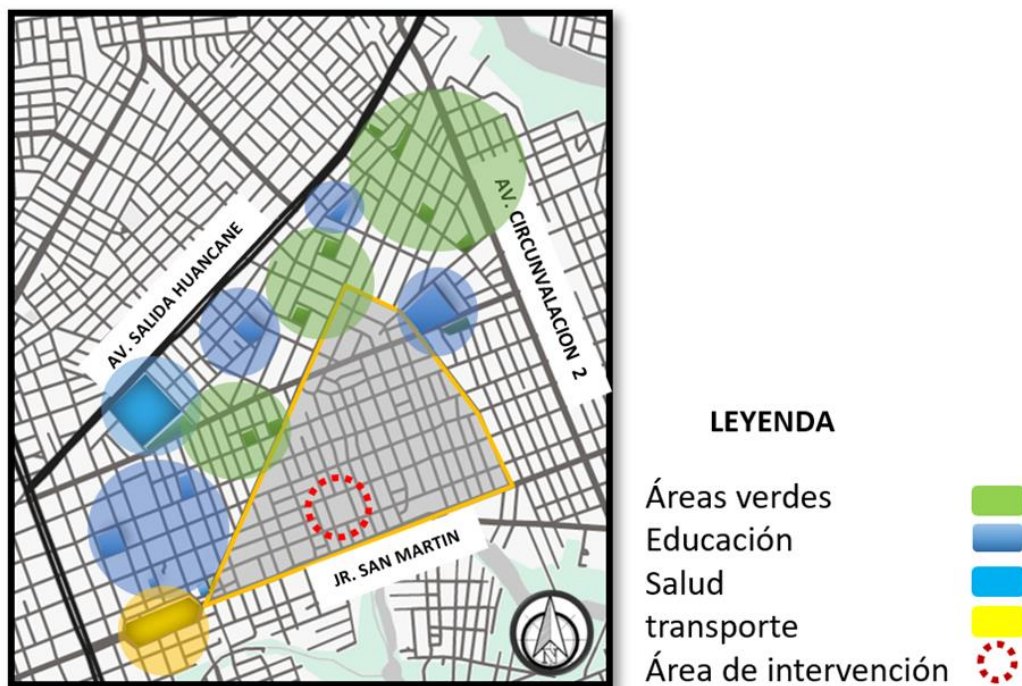 AV. SALIDA HUANCANE
AV. CIRCUNVALACION 2
JR. SAN MARTIN
N
LEYENDA
Áreas verdes
Educación
Salud
transporte
Área de intervención